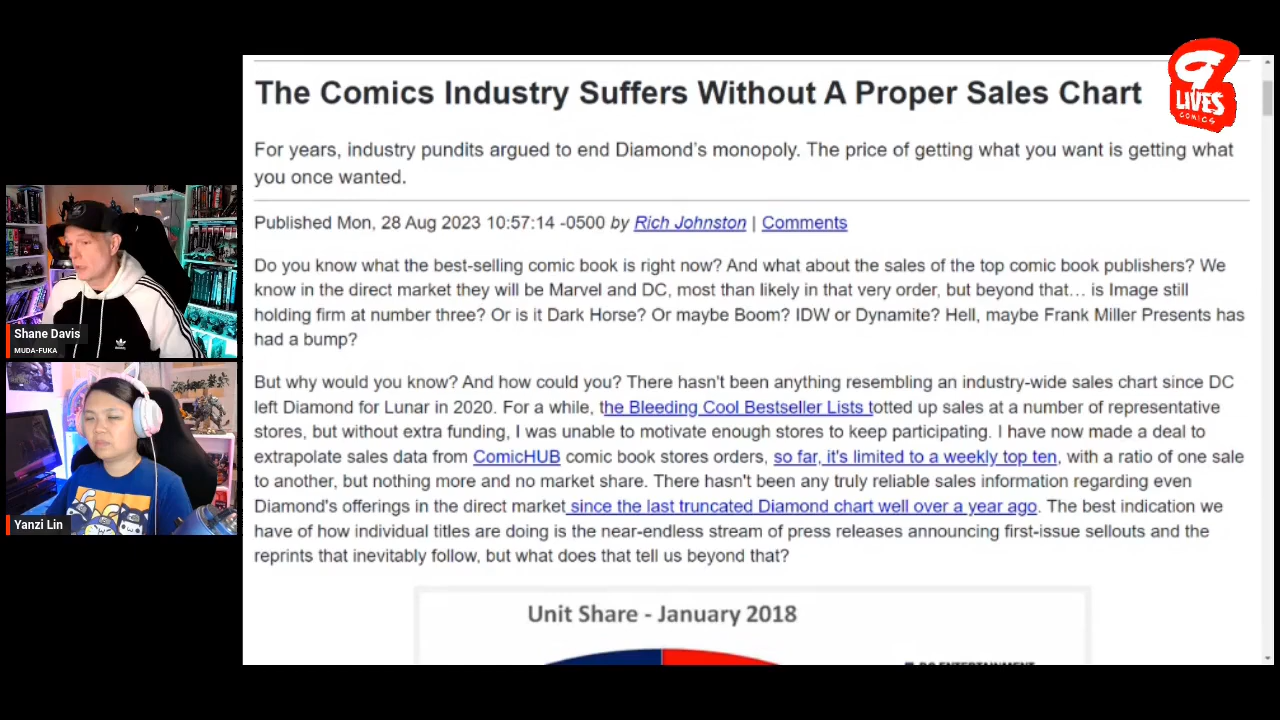 The Comics Industry Suffers Without A Proper Sales Chart
9
LIVES
COMICS
For years, industry pundits argued to end Diamond's monopoly. The price of getting what you want is getting what
you once wanted.
Published Mon, 28 Aug 2023 10:57:14 -0500 by Rich Johnston | Comments
Do you know what the best-selling comic book is right now? And what about the sales of the top comic book publishers? We
know in the direct market they will be Marvel and DC, most than likely in that very order, but beyond that… is Image still
holding firm at number three? Or is it Dark Horse? Or maybe Boom? IDW or Dynamite? Hell, maybe Frank Miller Presents has
had a bump?
But why would you know? And how could you? There hasn't been anything resembling an industry-wide sales chart since DC
left Diamond for Lunar in 2020. For a while, the Bleeding Cool Bestseller Lists totted up sales at a number of representative
stores, but without extra funding, I was unable to motivate enough stores to keep participating. I have now made a deal to
extrapolate sales data from ComicHUB comic book stores orders, so far, it's limited to a weekly top ten, with a ratio of one sale
to another, but nothing more and no market share. There hasn't been any truly reliable sales information regarding even
Diamond's offerings in the direct market since the last truncated Diamond chart well over a year ago. The best indication we
have of how individual titles are doing is the near-endless stream of press releases announcing first-issue sellouts and the
reprints that inevitably follow, but what does that tell us beyond that?
Unit Share - January 2018
DC ENTERTAINMENT
Shane Davis
MUDA-FUKA
adidas
Yanzi Lin